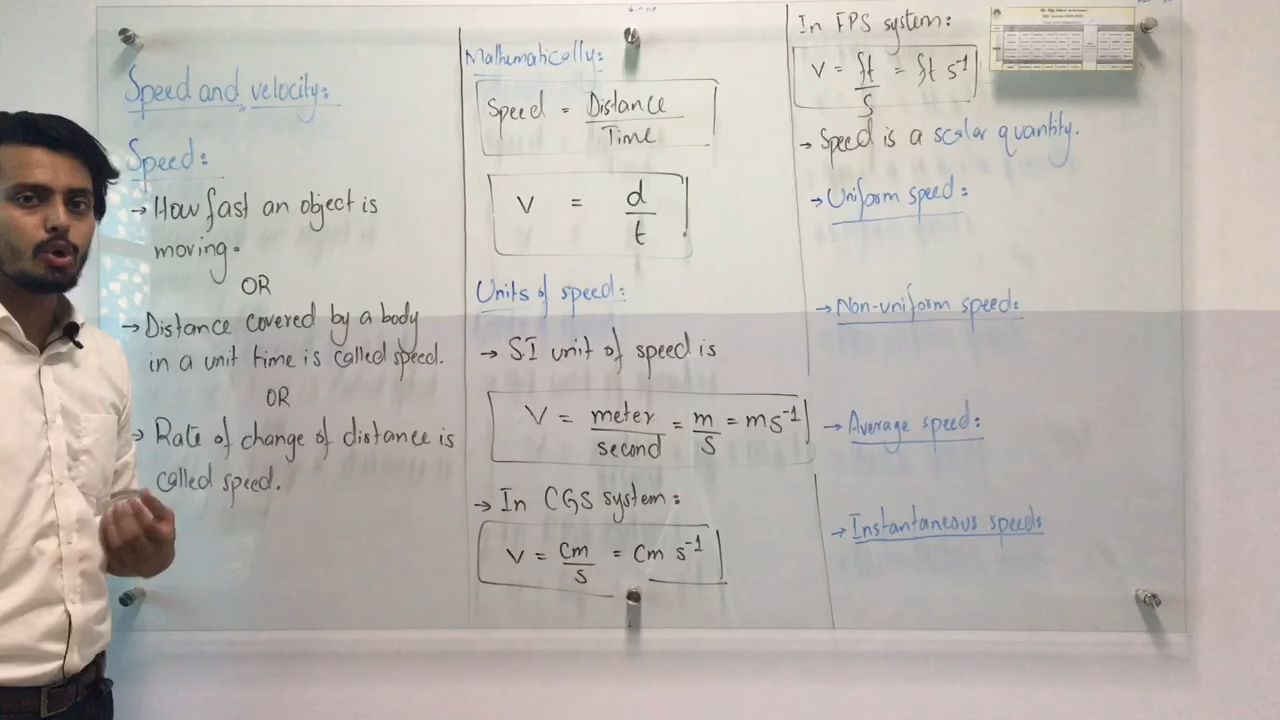 Speed and velocity:
Speed:
→ How fast an object is
moving.
OR
→ Distance covered by a body
in a unit time is called speed.
OR
→ Rate of change of distance is
called speed.
Mathematically:
Speed = Distance / Time
V = d / t
Units of speed:
→ S.I unit of speed is
V = meter / second = m / s = ms⁻¹
→ In CGS system:
V = Cm / s = Cm s⁻¹
In FPS system:
V = ft / s = ft s⁻¹
→ Speed is a scalar quantity.
→ Uniform speed:
→ Non-uniform speed:
→ Average speed:
→ Instantaneous speed: